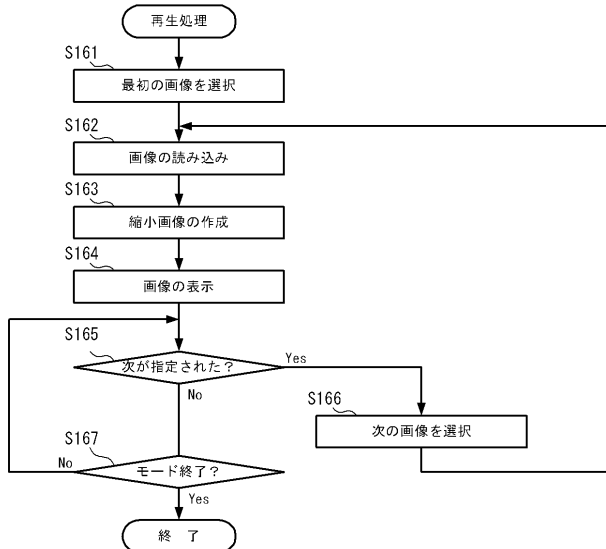 再生処理
S161
最初の画像を選択
S162
画像の読み込み
S163
縮小画像の作成
S164
画像の表示
S165
次が指定された？
Yes
No
S166
次の画像を選択
S167
モード終了？
No
Yes
終 了